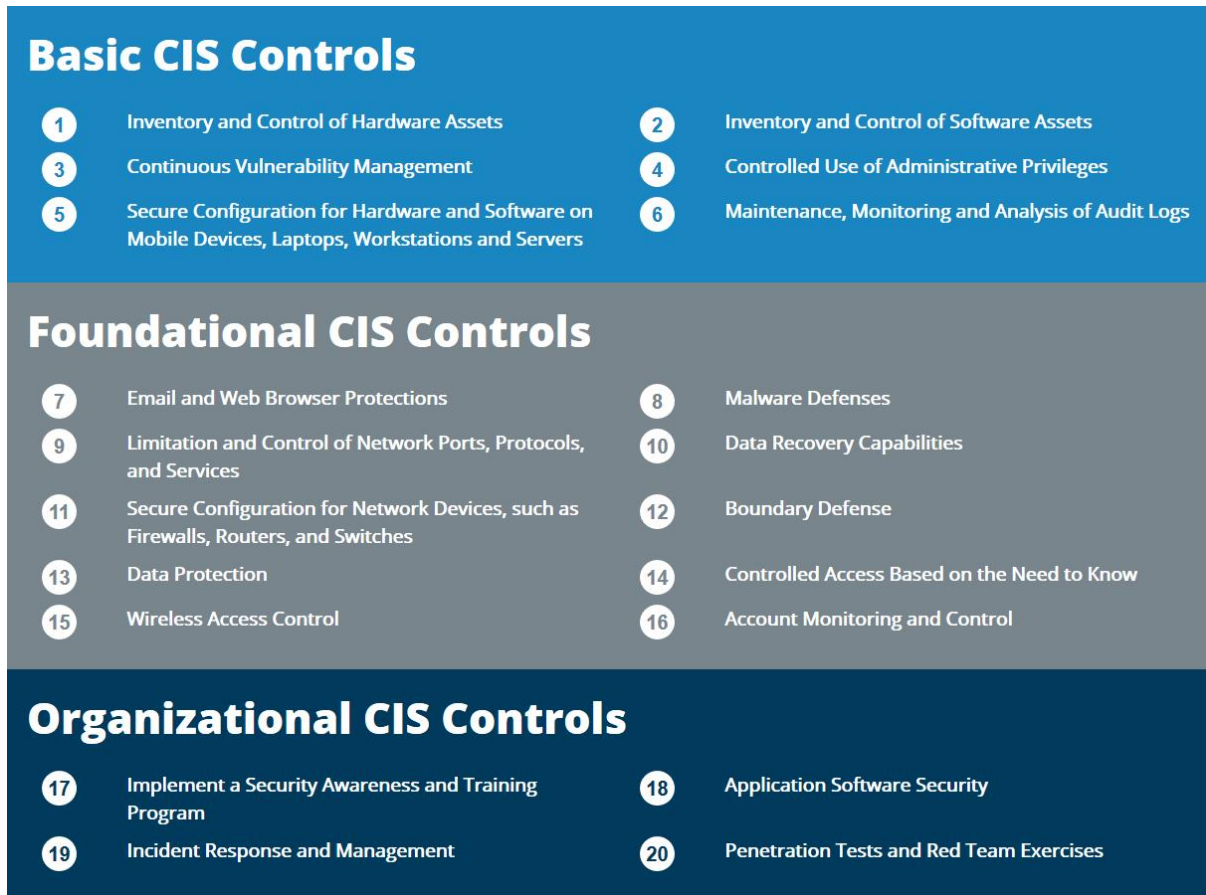 Basic CIS Controls
1 Inventory and Control of Hardware Assets
2 Inventory and Control of Software Assets
3 Continuous Vulnerability Management
4 Controlled Use of Administrative Privileges
5 Secure Configuration for Hardware and Software on
Mobile Devices, Laptops, Workstations and Servers
6 Maintenance, Monitoring and Analysis of Audit Logs
Foundational CIS Controls
7 Email and Web Browser Protections
8 Malware Defenses
9 Limitation and Control of Network Ports, Protocols,
and Services
10 Data Recovery Capabilities
11 Secure Configuration for Network Devices, such as
Firewalls, Routers, and Switches
12 Boundary Defense
13 Data Protection
14 Controlled Access Based on the Need to Know
15 Wireless Access Control
16 Account Monitoring and Control
Organizational CIS Controls
17 Implement a Security Awareness and Training
Program
18 Application Software Security
19 Incident Response and Management
20 Penetration Tests and Red Team Exercises